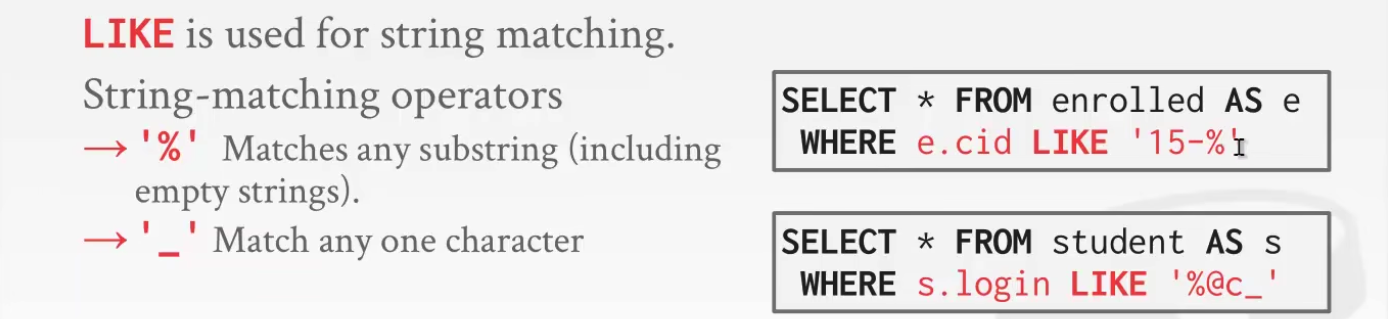 LIKE is used for string matching.
String-matching operators
→ '%' Matches any substring (including
empty strings).
→ '_' Match any one character
SELECT * FROM enrolled AS e
WHERE e.cid LIKE '15-%'
SELECT * FROM student AS s
WHERE s.login LIKE '%@c_'